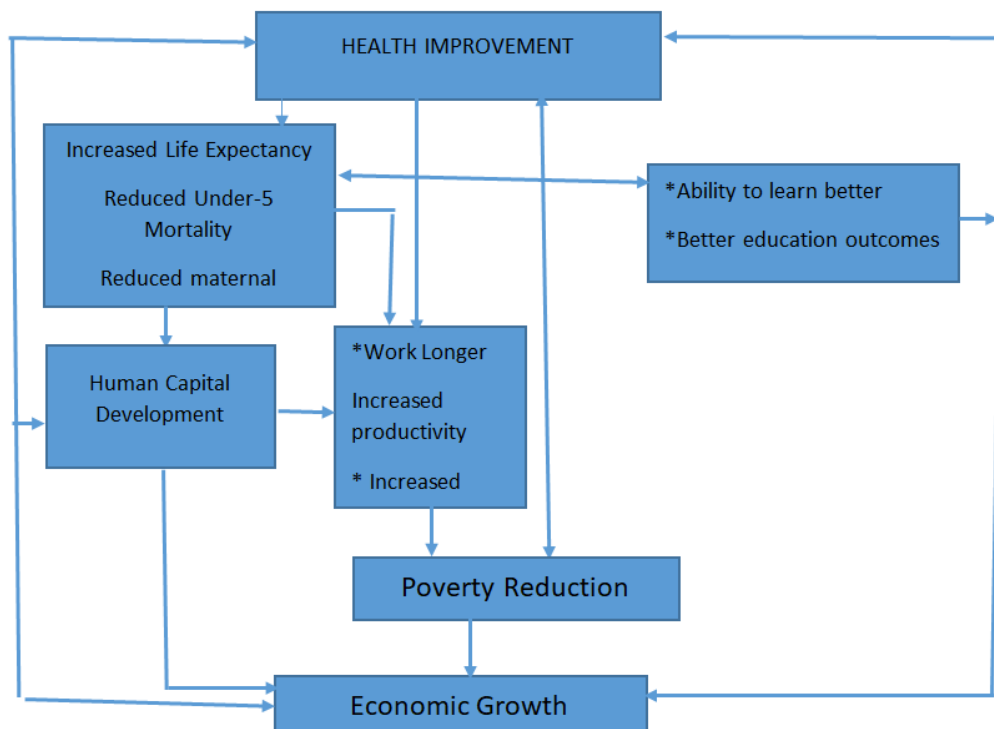 HEALTH IMPROVEMENT
Increased Life Expectancy
Reduced Under-5
Mortality
Reduced maternal
*Ability to learn better
*Better education outcomes
*Work Longer
Increased
productivity
* Increased
Human Capital
Development
Poverty Reduction
Economic Growth